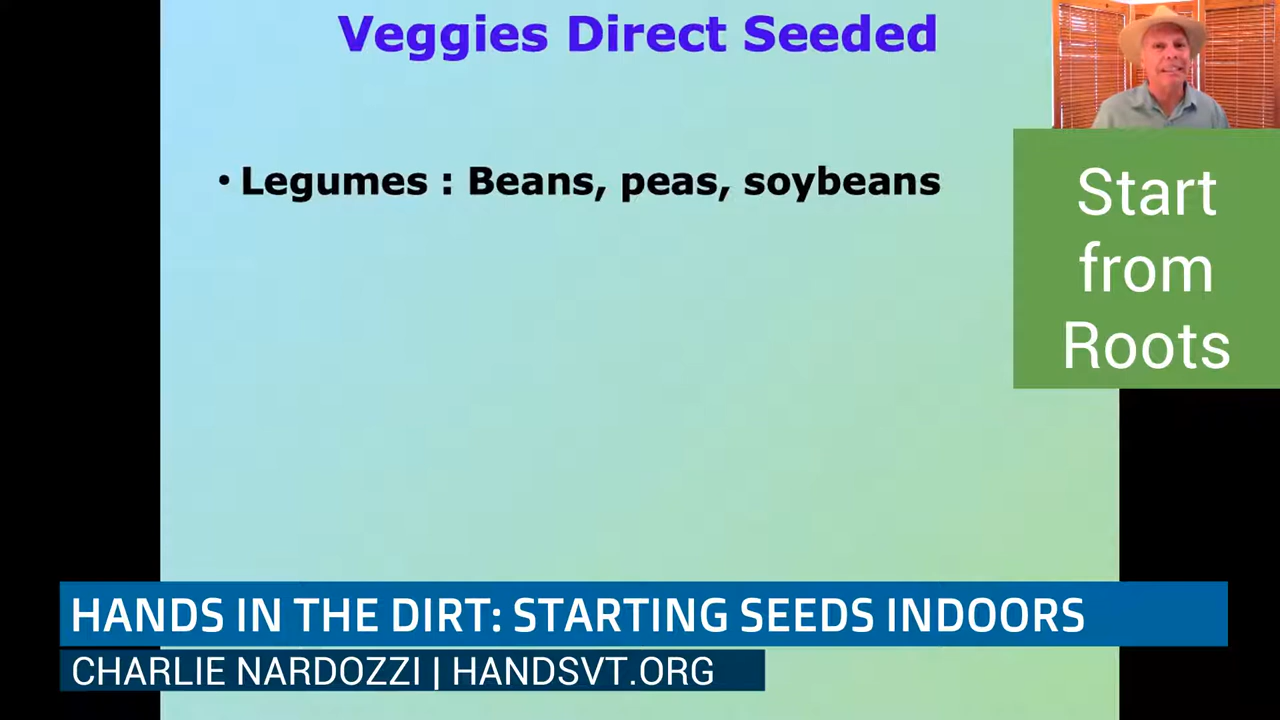 Veggies Direct Seeded
• Legumes : Beans, peas, soybeans
Start
from
Roots
HANDS IN THE DIRT: STARTING SEEDS INDOORS
CHARLIE NARDOZZI | HANDSVT.ORG